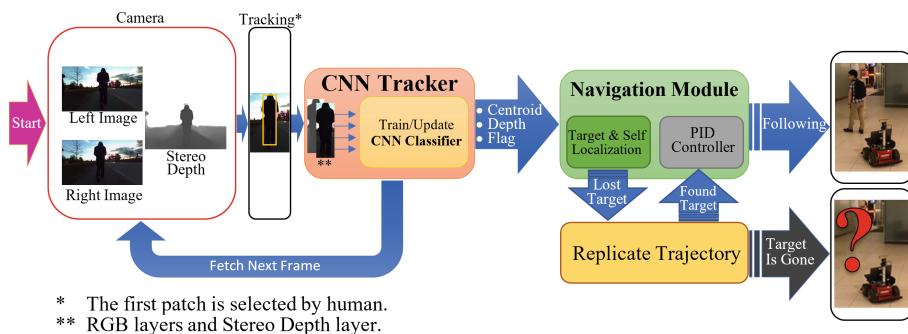 Camera
Tracking*
Start
Left Image
Right Image
Stereo
Depth
CNN Tracker
Train/Update
CNN Classifier
**
• Centroid
• Depth
• Flag
Fetch Next Frame
Navigation Module
Target & Self
Localization
PID
Controller
Following
Lost
Target
Found
Target
Replicate Trajectory
Target
Is Gone
?
* The first patch is selected by human.
** RGB layers and Stereo Depth layer.